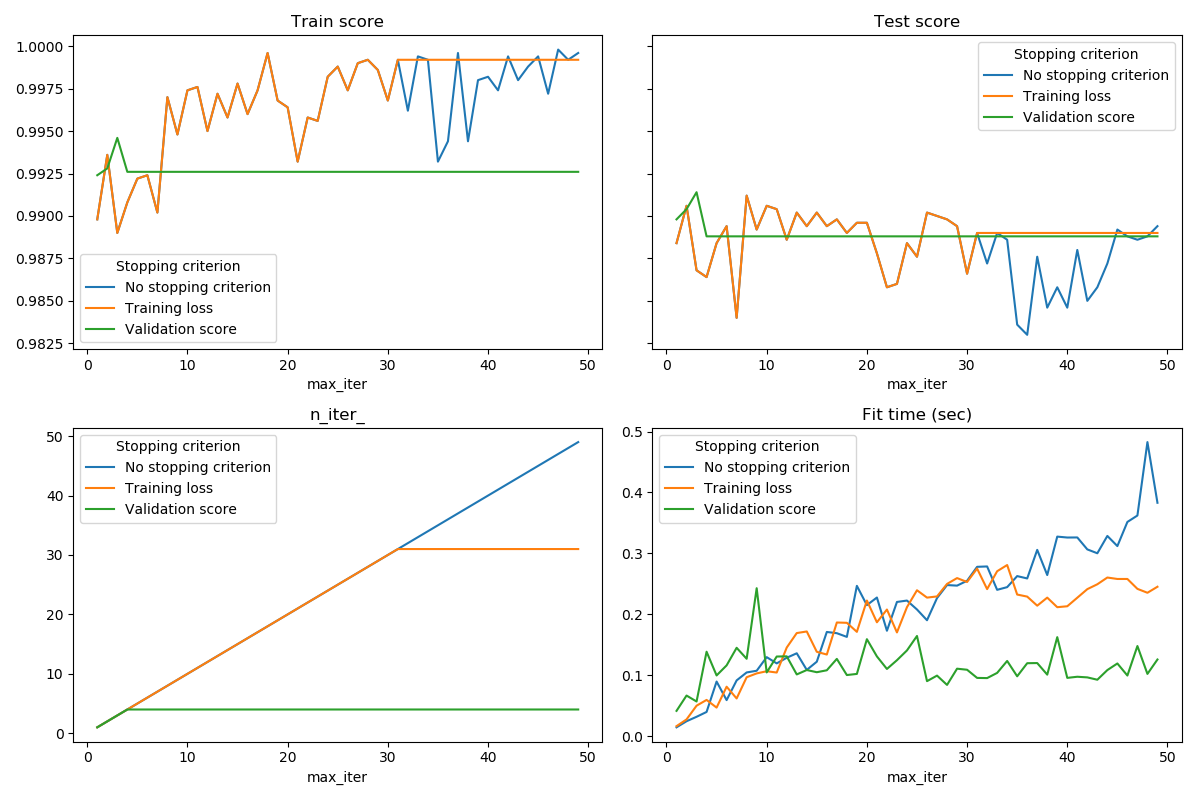 Train score
1.0000
0.9975
0.9950
0.9925
0.9900
0.9875
0.9850
0.9825
Stopping criterion
No stopping criterion
Training loss
Validation score
0 10 20 30 40 50
max_iter
Test score
Stopping criterion
No stopping criterion
Training loss
Validation score
0 10 20 30 40 50
max_iter
n_iter_
50
40
30
20
10
0
Stopping criterion
No stopping criterion
Training loss
Validation score
0 10 20 30 40 50
max_iter
Fit time (sec)
0.5
0.4
0.3
0.2
0.1
0.0
Stopping criterion
No stopping criterion
Training loss
Validation score
0 10 20 30 40 50
max_iter